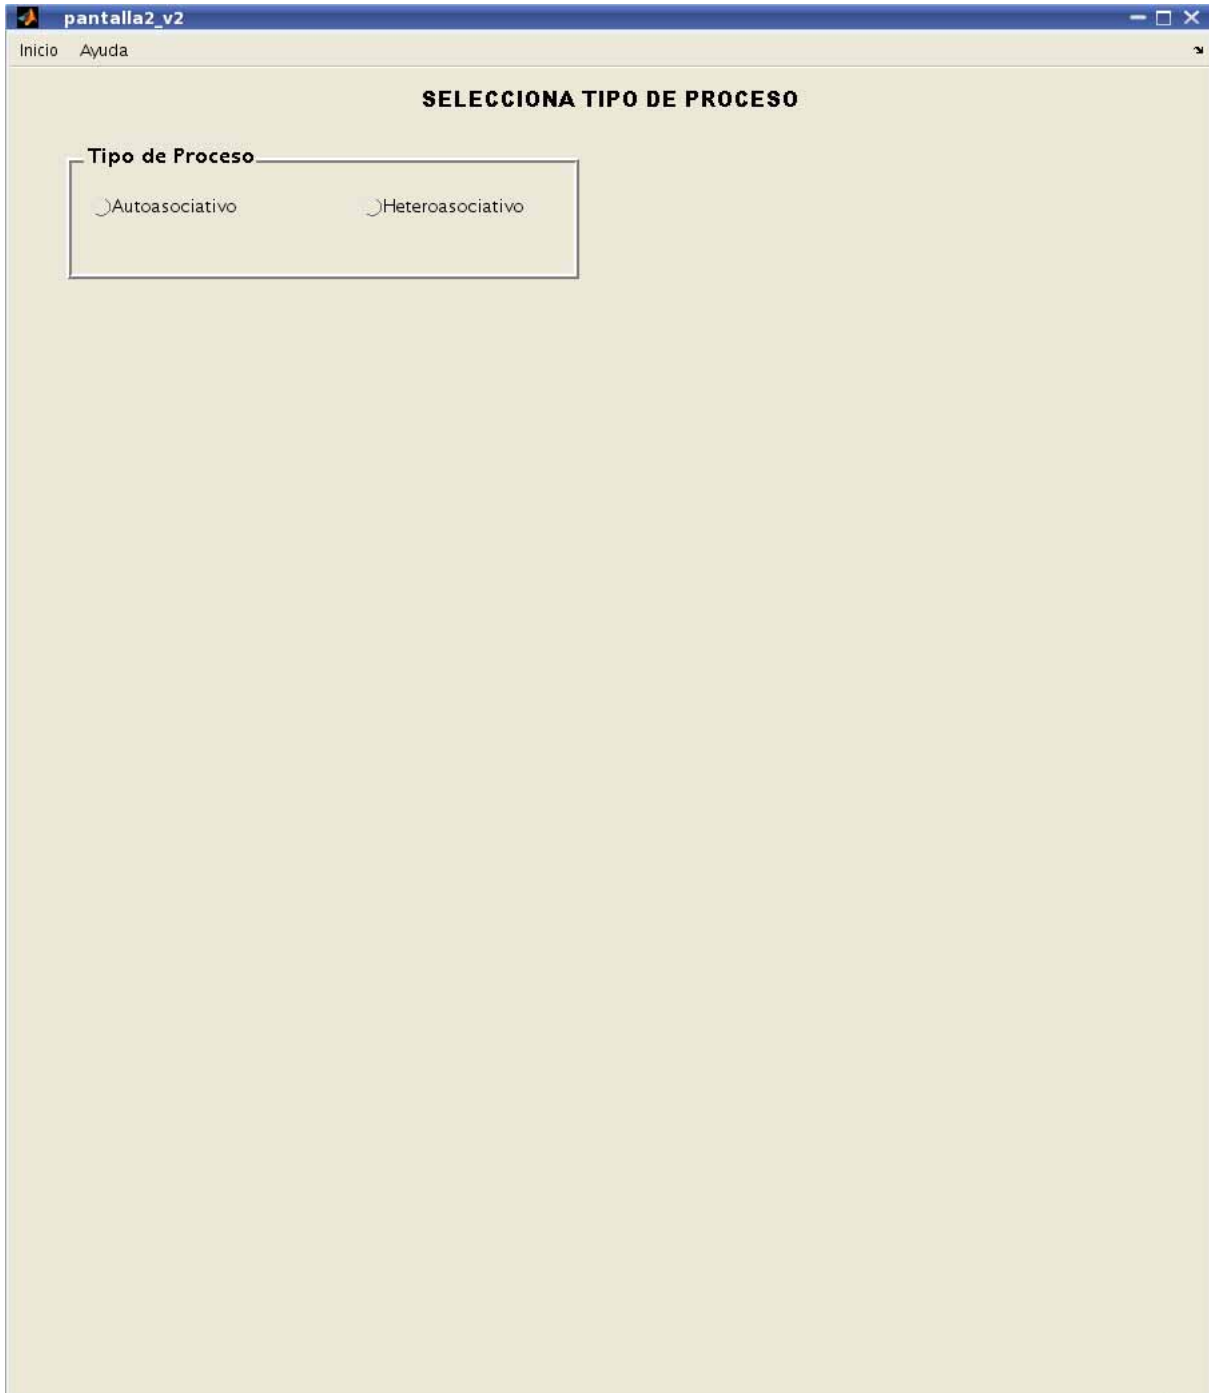 pantalla2_v2
Inicio Ayuda
SELECCIONA TIPO DE PROCESO
Tipo de Proceso
Autoasociativo Heteroasociativo